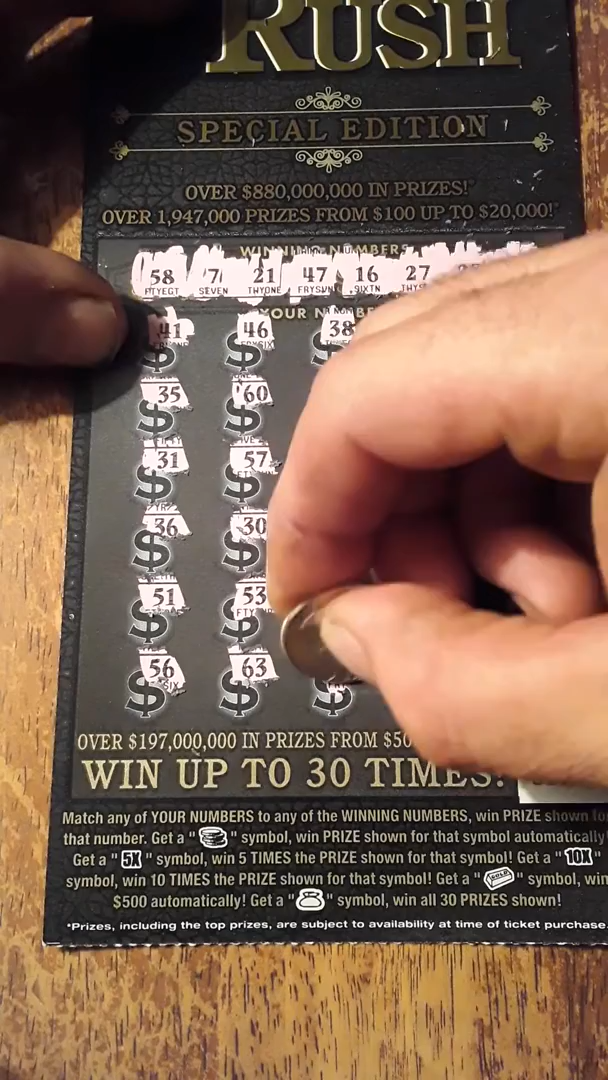 RUSH
SPECIAL EDITION
OVER $880,000,000 IN PRIZES!
OVER 1,947,000 PRIZES FROM $100 UP TO $20,000!*
WINNING NUMBERS
58 7 21 47 16 27
SEVEN THYONE
YOUR
41 46 38
$ $
35 60
$ $
31 57
$ $
36 30
$ $
51 53
$ $
56 63
SIX
$ $ $
OVER $197,000,000 IN PRIZES FROM $50
WIN UP TO 30 TIMES!
Match any of YOUR NUMBERS to any of the WINNING NUMBERS, win PRIZE shown for
that number. Get a " " symbol, win PRIZE shown for that symbol automatically!
Get a " 5X " symbol, win 5 TIMES the PRIZE shown for that symbol! Get a " 10X "
symbol, win 10 TIMES the PRIZE shown for that symbol! Get a " GOLD " symbol, win
$500 automatically! Get a " " symbol, win all 30 PRIZES shown!
*Prizes, including the top prizes, are subject to availability at time of ticket purchase.